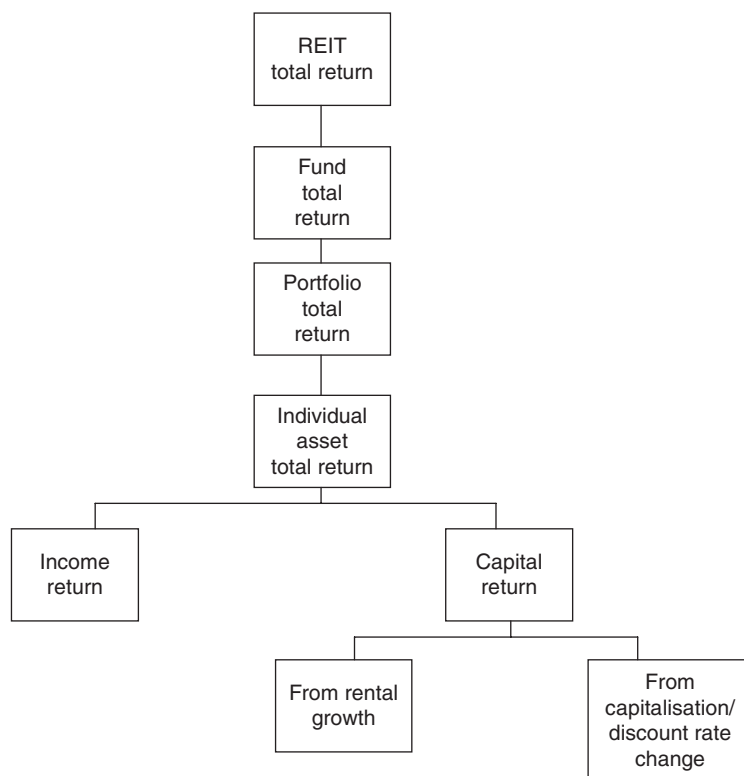 REIT
total return
Fund
total
return
Portfolio
total
return
Individual
asset
total return
Income
return
Capital
return
From rental
growth
From
capitalisation/
discount rate
change